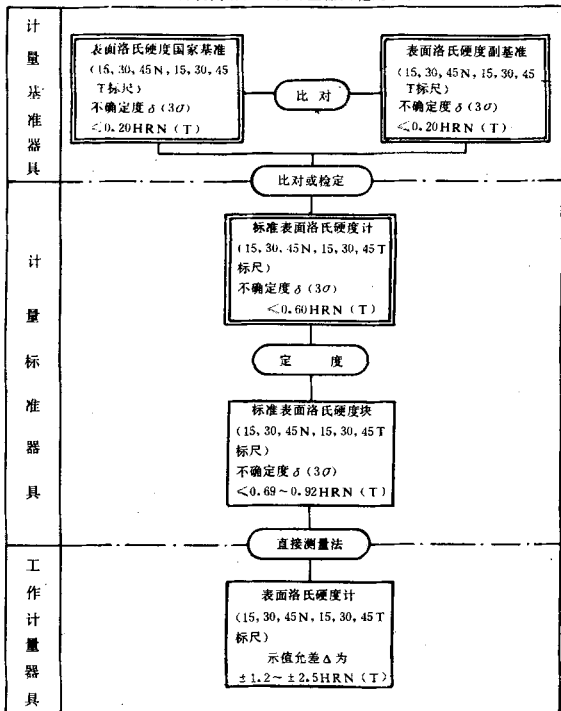 计量基准器具
表面洛氏硬度国家基准
(15, 30, 45N, 15, 30, 45
T标尺)
不确定度 δ (3σ)
≤0.20HRN (T)
比 对
表面洛氏硬度副基准
(15, 30, 45N, 15, 30, 45
T标尺)
不确定度 δ (3σ)
≤0.20HRN (T)
比对或检定
计量标准器具
标准表面洛氏硬度计
(15, 30, 45N, 15, 30, 45T
标尺)
不确定度 δ (3σ)
≤0.60HRN (T)
定 度
标准表面洛氏硬度块
(15, 30, 45N, 15, 30, 45T
标尺)
不确定度 δ (3σ)
≤0.69~0.92HRN (T)
直接测量法
工作计量器具
表面洛氏硬度计
(15, 30, 45N, 15, 30, 45T
标尺)
示值允差 Δ 为
±1.2~±2.5HRN (T)